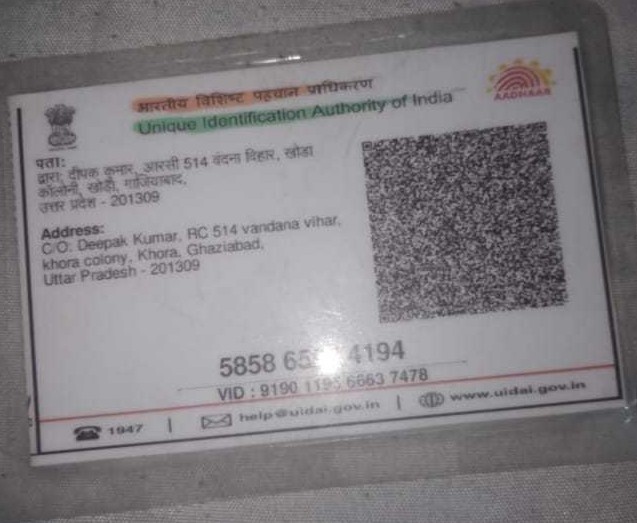 भारतीय विशिष्ट पहचान प्राधिकरण
Unique Identification Authority of India
AADHAAR
पता:
द्वारा: दीपक कुमार, आरसी 514 वंदना विहार, खोडा
कॉलोनी, खोडा, गाजियाबाद,
उत्तर प्रदेश - 201309
Address:
C/O: Deepak Kumar, RC 514 vandana vihar,
khora colony, Khora, Ghaziabad,
Uttar Pradesh - 201309
5858 4194
VID : 9190 1195 6663 7478
1947 | help@uidai.gov.in | www.uidai.gov.in